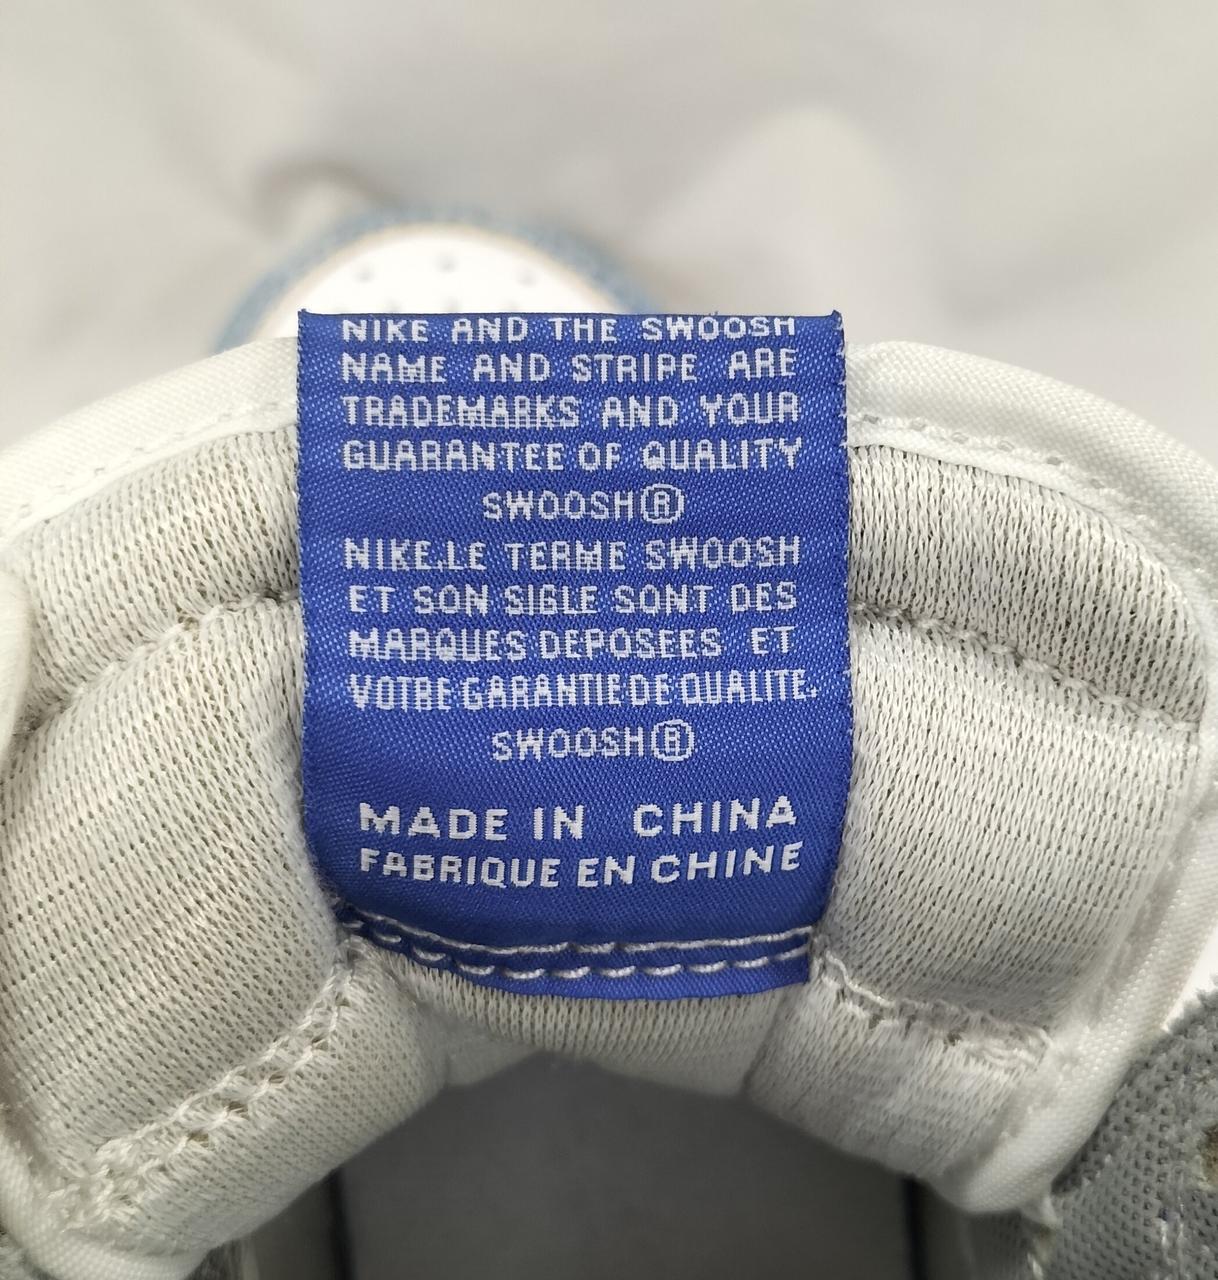 NIKE AND THE SWOOSH
NAME AND STRIPE ARE
TRADEMARKS AND YOUR
GUARANTEE OF QUALITY
SWOOSH®
NIKE.LE TERME SWOOSH
ET SON SIGLE SONT DES
MARQUES DEPOSEES ET
VOTRE GARANTIE DE QUALITE.
SWOOSH®
MADE IN CHINA
FABRIQUE EN CHINE